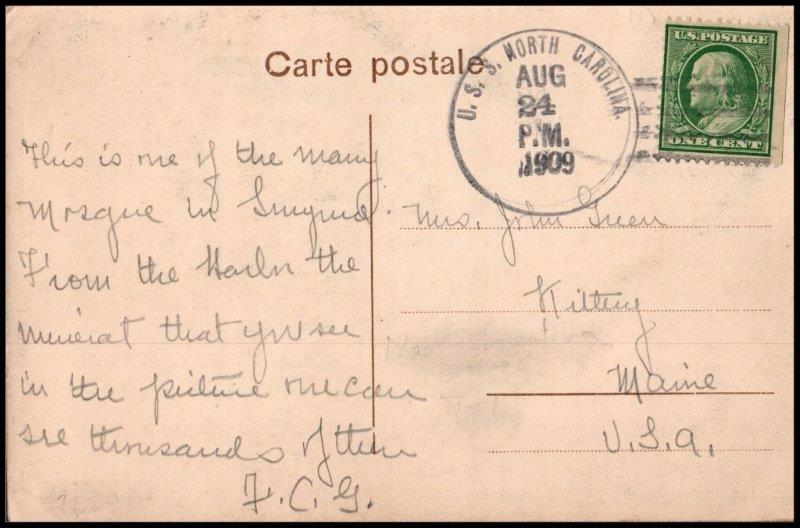 Carte postale
U. S. S. NORTH CAROLINA.
AUG
24
P.M.
1909
U.S. POSTAGE
ONE CENT
This is one of the many
Mosque in Smyrna.
From the Harbor the
minerat that you see
in the picture one can
see thousands of them
F. C. G.
Mrs. John Green
Kittery
Maine
U.S.A.